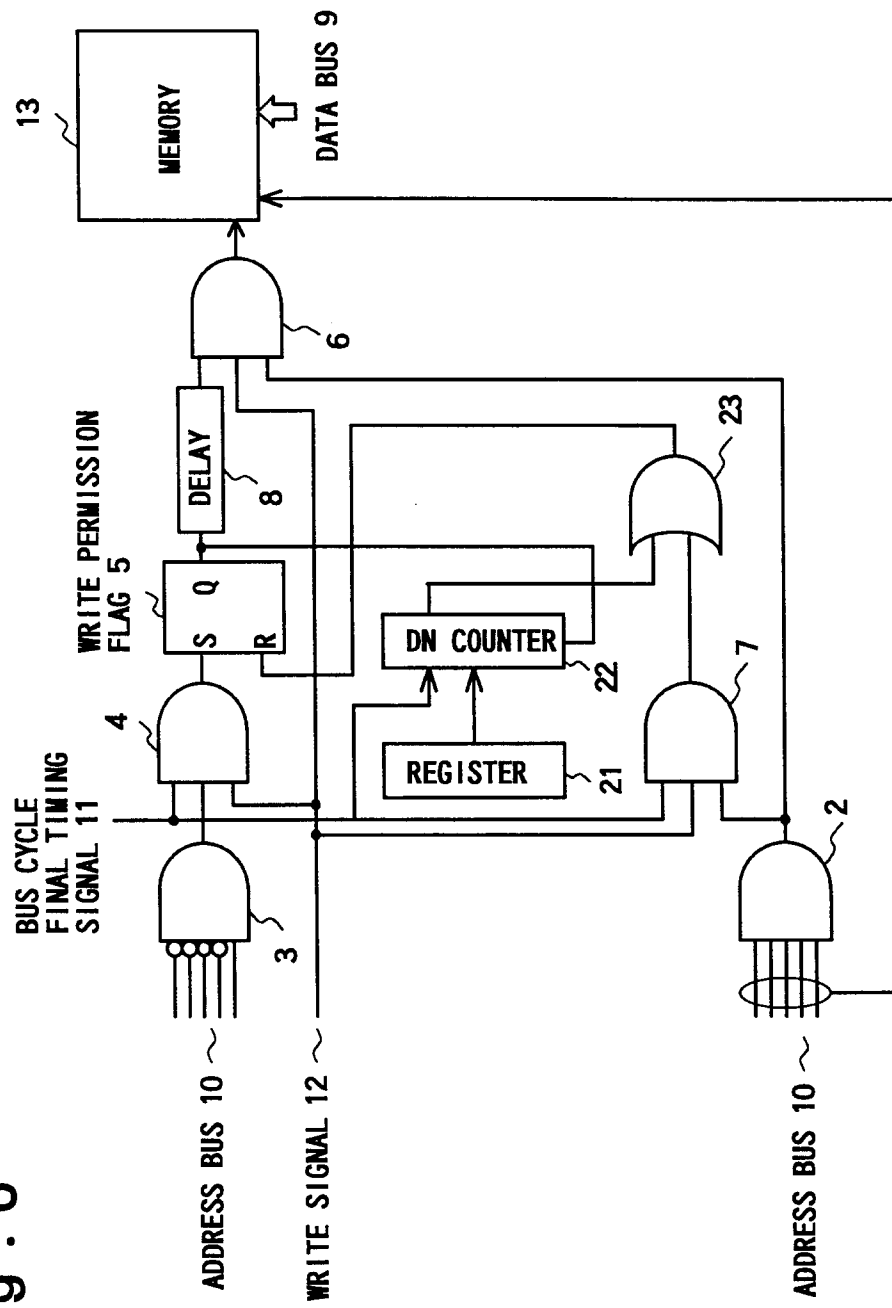 g .
BUS CYCLE
FINAL TIMING
SIGNAL 11
WRITE PERMISSION
FLAG 5
13
MEMORY
DATA BUS 9
4
S Q
R
DELAY
8
3
6
ADDRESS BUS 10
WRITE SIGNAL 12
REGISTER
21
DN COUNTER
22
23
7
2
ADDRESS BUS 10